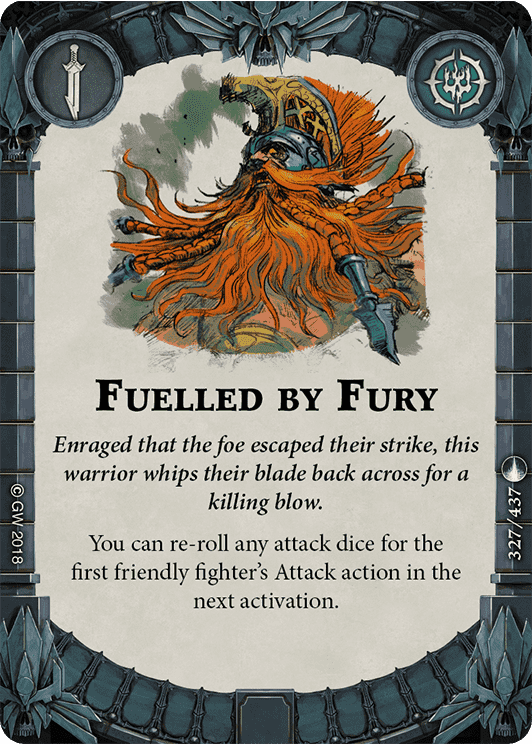 FUELLED BY FURY
Enraged that the foe escaped their strike, this
warrior whips their blade back across for a
killing blow.
You can re-roll any attack dice for the
first friendly fighter's Attack action in the
next activation.
© GW 2018
327/437